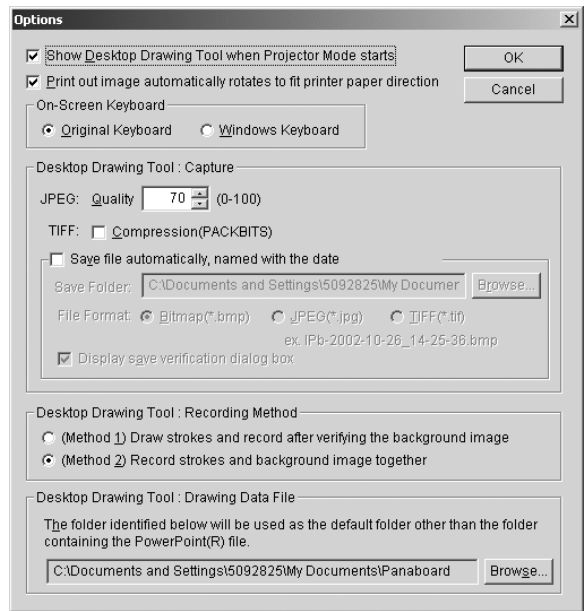 Options
Show Desktop Drawing Tool when Projector Mode starts
OK
Print out image automatically rotates to fit printer paper direction
Cancel
On-Screen Keyboard
Original Keyboard Windows Keyboard
Desktop Drawing Tool : Capture
JPEG: Quality 70 (0-100)
TIFF: Compression(PACKBITS)
Save file automatically, named with the date
Save Folder: C:\Documents and Settings\5092825\My Documer Browse...
File Format: Bitmap(*.bmp) JPEG(*.jpg) TIFF(*.tif)
ex. IPb-2002-10-26_14-25-36.bmp
Display save verification dialog box
Desktop Drawing Tool : Recording Method
(Method 1) Draw strokes and record after verifying the background image
(Method 2) Record strokes and background image together
Desktop Drawing Tool : Drawing Data File
The folder identified below will be used as the default folder other than the folder
containing the PowerPoint(R) file.
C:\Documents and Settings\5092825\My Documents\Panaboard Browse...